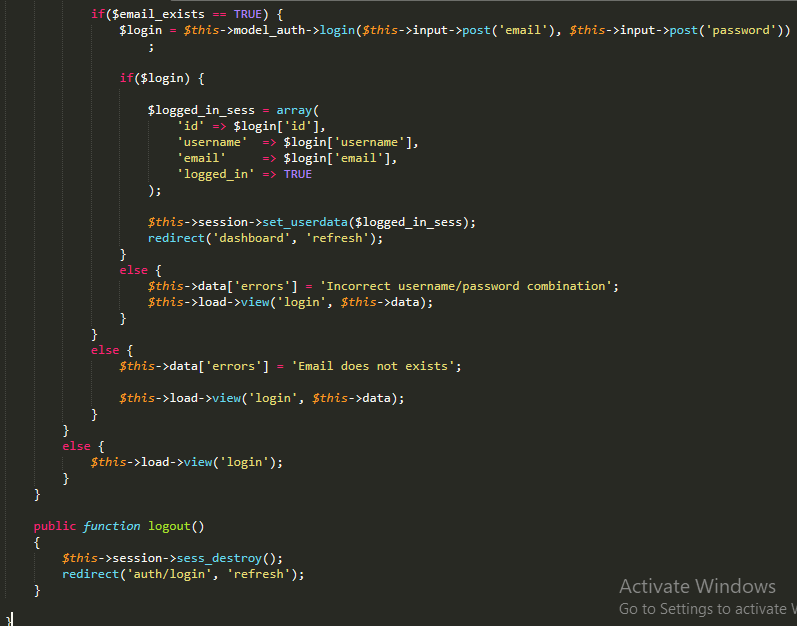 if($email_exists == TRUE) {
$login = $this->model_auth->login($this->input->post('email'), $this->input->post('password'))
;
if($login) {
$logged_in_sess = array(
'id' => $login['id'],
'username'  => $login['username'],
'email'     => $login['email'],
'logged_in' => TRUE
);
$this->session->set_userdata($logged_in_sess);
redirect('dashboard', 'refresh');
}
else {
$this->data['errors'] = 'Incorrect username/password combination';
$this->load->view('login', $this->data);
}
}
else {
$this->data['errors'] = 'Email does not exists';
$this->load->view('login', $this->data);
}
}
else {
$this->load->view('login');
}
}
public function logout()
{
$this->session->sess_destroy();
redirect('auth/login', 'refresh');
}
}
Activate Windows
Go to Settings to activate